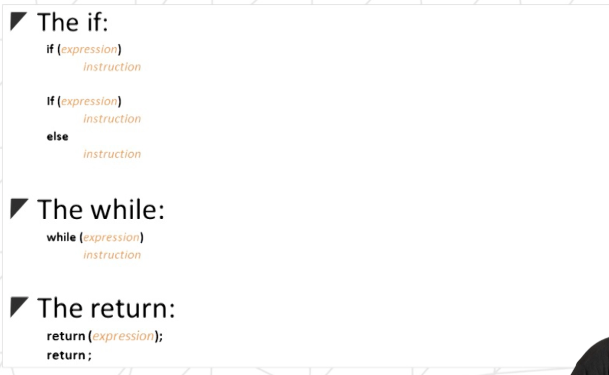 The if:
if (expression)
instruction
If (expression)
instruction
else
instruction
The while:
while (expression)
instruction
The return:
return (expression);
return ;